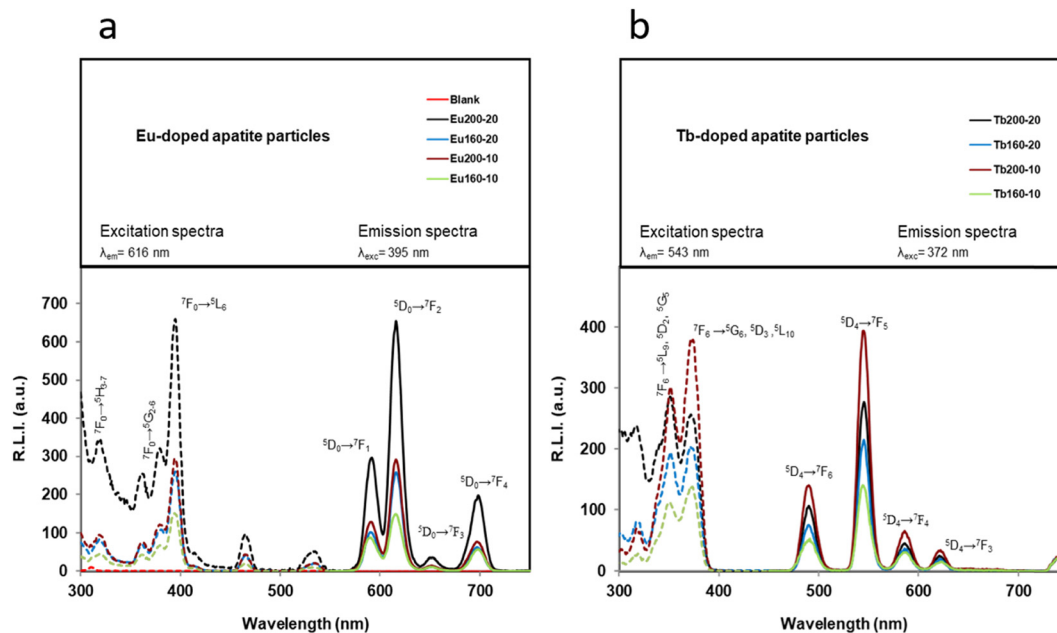 a
Eu-doped apatite particles
Blank
Eu200-20
Eu160-20
Eu200-10
Eu160-10
Excitation spectra
λem= 616 nm
Emission spectra
λexc= 395 nm
R.L.I. (a.u.)
700
600
500
400
300
200
100
0
⁷F₀→⁵H₃₋₇
⁷F₀→⁵G₂₋₆
⁷F₀→⁵L₆
⁵D₀→⁷F₁
⁵D₀→⁷F₂
⁵D₀→⁷F₃
⁵D₀→⁷F₄
300 400 500 600 700
Wavelength (nm)
b
Tb-doped apatite particles
Tb200-20
Tb160-20
Tb200-10
Tb160-10
Excitation spectra
λem= 543 nm
Emission spectra
λexc= 372 nm
R.L.I. (a.u.)
400
300
200
100
0
⁷F₆→⁵L₉, ⁵D₂, ⁵G₅
⁷F₆→⁵G₆, ⁵D₃ ,⁵L₁₀
⁵D₄→⁷F₆
⁵D₄→⁷F₅
⁵D₄→⁷F₄
⁵D₄→⁷F₃
300 400 500 600 700
Wavelength (nm)